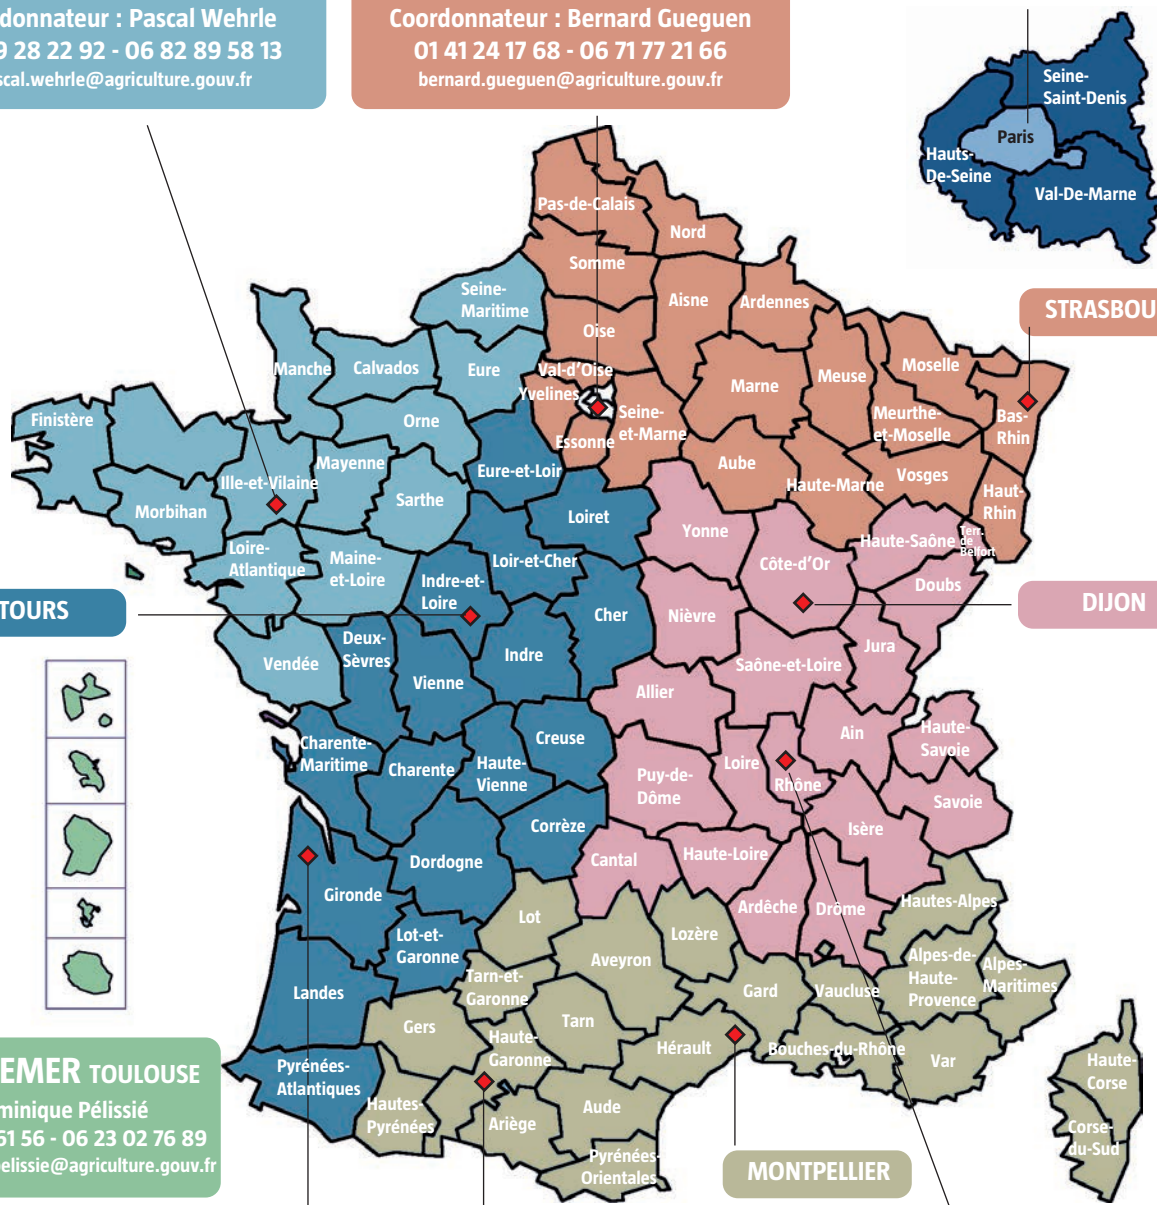 donnateur : Pascal Wehrle
9 28 22 92 - 06 82 89 58 13
scal.wehrle@agriculture.gouv.fr
Coordonnateur : Bernard Gueguen
01 41 24 17 68 - 06 71 77 21 66
bernard.gueguen@agriculture.gouv.fr
Seine-
Saint-Denis
Paris
Hauts-
De-Seine
Val-De-Marne
Pas-de-Calais
Nord
Somme
Seine-
Maritime
Aisne
Ardennes
STRASBOU
Oise
Manche
Calvados
Eure
Val-d'Oise
Yvelines
Marne
Meuse
Moselle
Finistère
Orne
Seine-
et-Marne
Essonne
Meurthe-
et-Moselle
Bas-
Rhin
Ille-et-Vilaine
Mayenne
Eure-et-Loir
Aube
Haute-Marne
Vosges
Haut-
Rhin
Morbihan
Sarthe
Loiret
Yonne
Haute-Saône
Terr.
de
Belfort
Loire-
Atlantique
Maine-
et-Loire
Loir-et-Cher
Côte-d'Or
Indre-et-
Loire
Doubs
TOURS
Cher
Nièvre
DIJON
Deux-
Sèvres
Vendée
Vienne
Indre
Saône-et-Loire
Jura
Allier
Charente-
Maritime
Charente
Haute-
Vienne
Creuse
Ain
Haute-
Savoie
Puy-de-
Dôme
Loire
Rhône
Savoie
Corrèze
Isère
Dordogne
Cantal
Haute-Loire
Gironde
Lot
Ardèche
Drôme
Hautes-Alpes
Lot-et-
Garonne
Lozère
Aveyron
Alpes-de-
Haute-
Provence
Alpes-
Maritimes
Landes
Tarn-et-
Garonne
Gard
Vaucluse
Gers
Tarn
Haute-
Garonne
Hérault
Bouches-du-Rhône
Var
Haute-
Corse
EMER TOULOUSE
minique Pélissié
61 56 - 06 23 02 76 89
pelissie@agriculture.gouv.fr
Pyrénées-
Atlantiques
Hautes-
Pyrénées
Ariège
Aude
Corse-
du-Sud
Pyrénées-
Orientales
MONTPELLIER